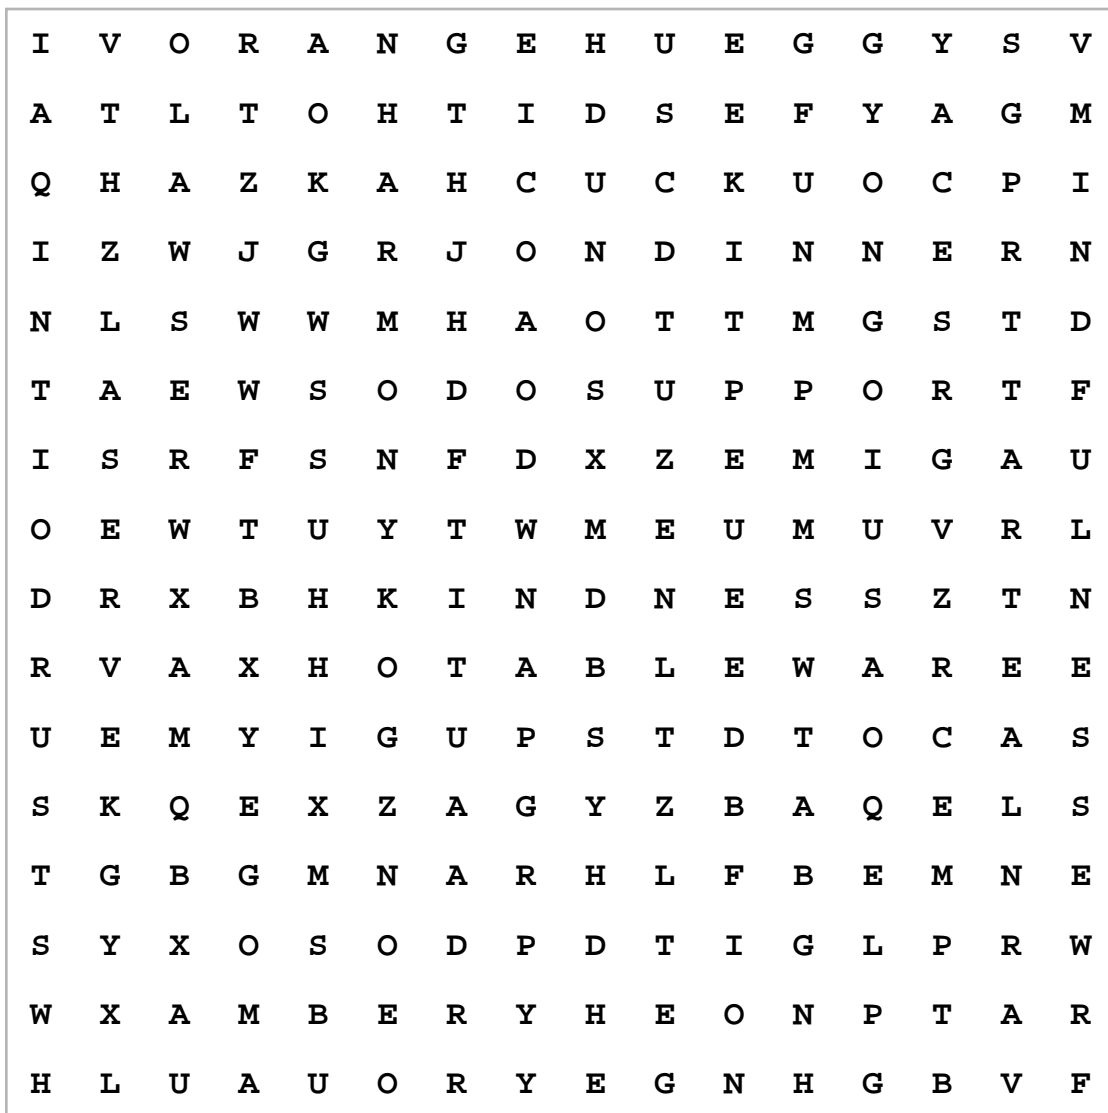 I V O R A N G E H U E G G Y S V
A T L T O H T I D S E F Y A G M
Q H A Z K A H C U C K U O C P I
I Z W J G R J O N D I N N E R N
N L S W W M H A O T T M G S T D
T A E W S O D O S U P P O R T F
I S R F S N F D X Z E M I G A U
O E W T U Y T W M E U M U V R L
D R X B H K I N D N E S S Z T N
R V A X H O T A B L E W A R E E
U E M Y I G U P S T D T O C A S
S K Q E X Z A G Y Z B A Q E L S
T G B G M N A R H L F B E M N E
S Y X O S O D P D T I G L P R W
W X A M B E R Y H E O N P T A R
H L U A U O R Y E G N H G B V F